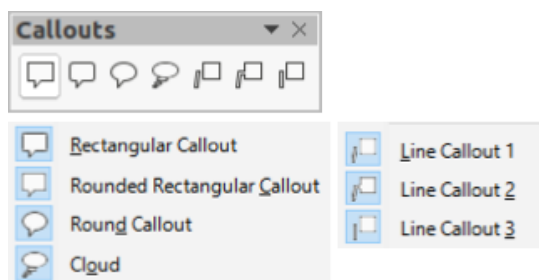 Callouts
Rectangular Callout
Rounded Rectangular Callout
Round Callout
Cloud
Line Callout 1
Line Callout 2
Line Callout 3